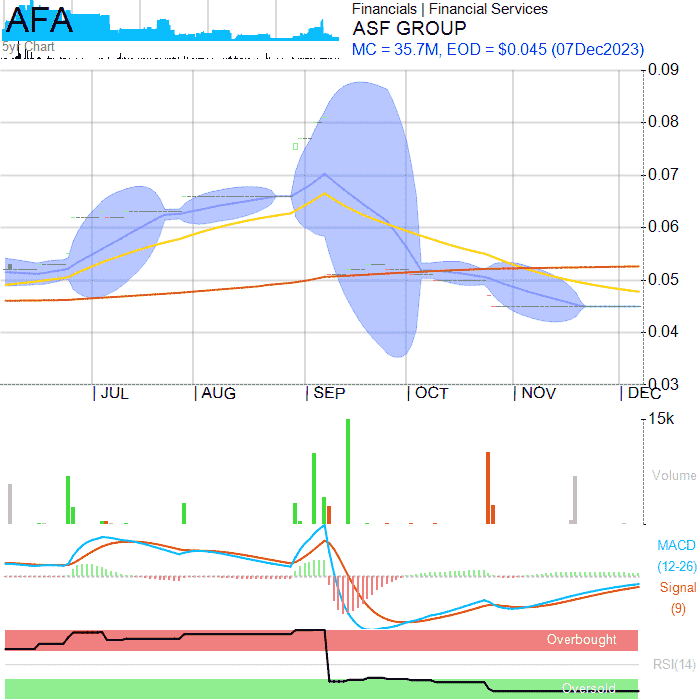 AFA
5yr Chart
Financials | Financial Services
ASF GROUP
MC = 35.7M, EOD = $0.045 (07Dec2023)
0.09
0.08
0.07
0.06
0.05
0.04
0.03
JUL AUG SEP OCT NOV DEC
15k
Volume
MACD
(12-26)
Signal
(9)
Overbought
RSI(14)
Oversold